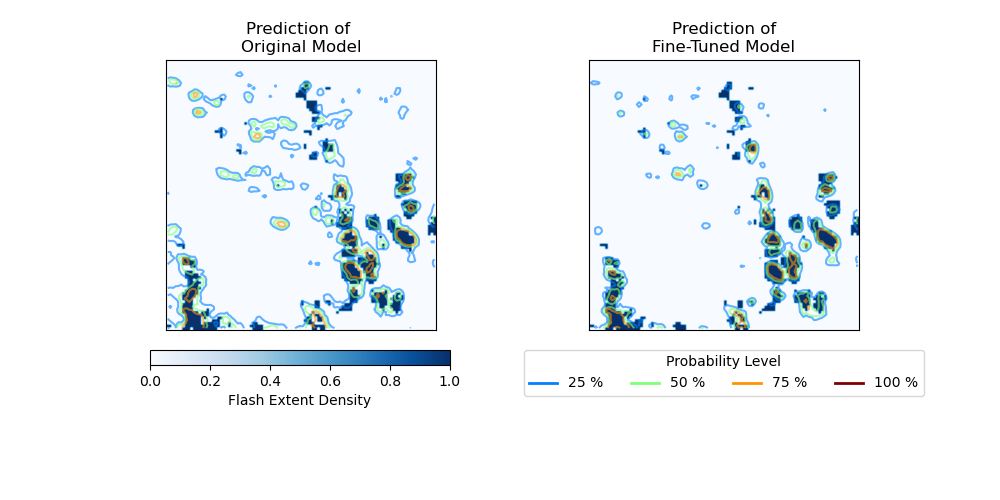 Prediction of
Original Model
Prediction of
Fine-Tuned Model
0.0 0.2 0.4 0.6 0.8 1.0
Flash Extent Density
Probability Level
25 % 50 % 75 % 100 %